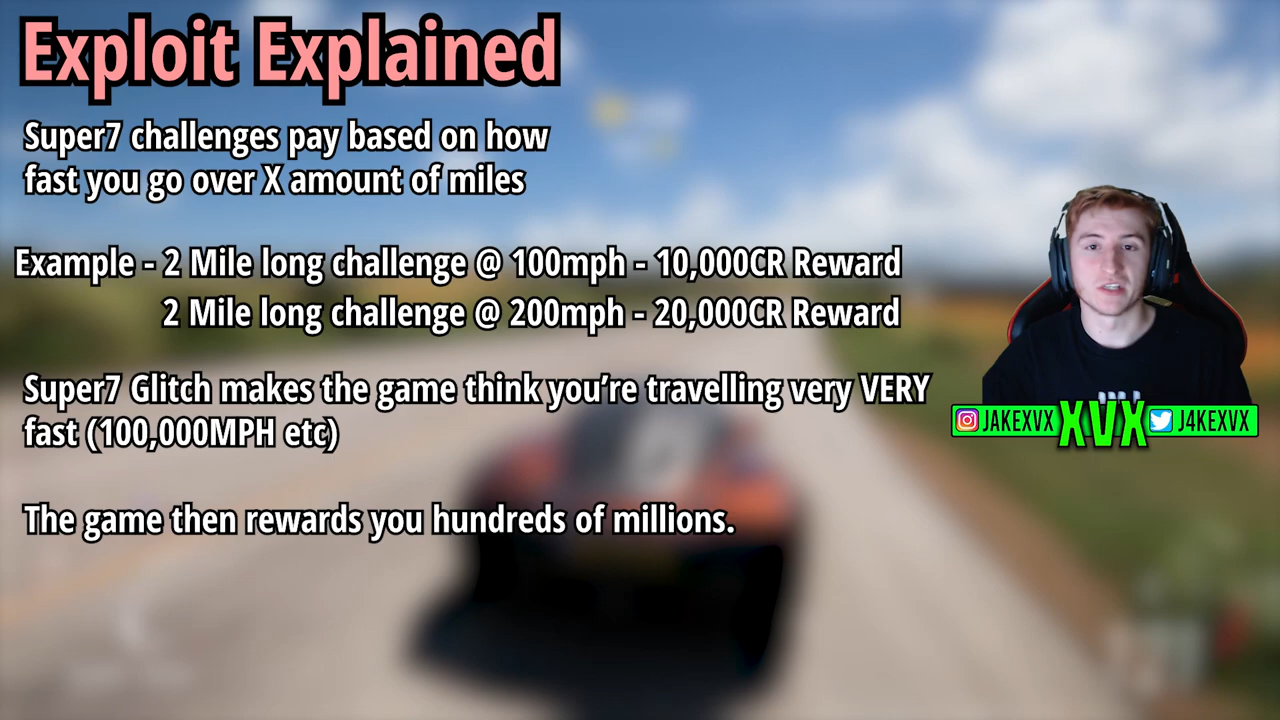 Exploit Explained
Super7 challenges pay based on how
fast you go over X amount of miles
Example - 2 Mile long challenge @ 100mph - 10,000CR Reward
2 Mile long challenge @ 200mph - 20,000CR Reward
Super7 Glitch makes the game think you're travelling very VERY
fast (100,000MPH etc)
The game then rewards you hundreds of millions.
JAKEXVX XVX J4KEXVX